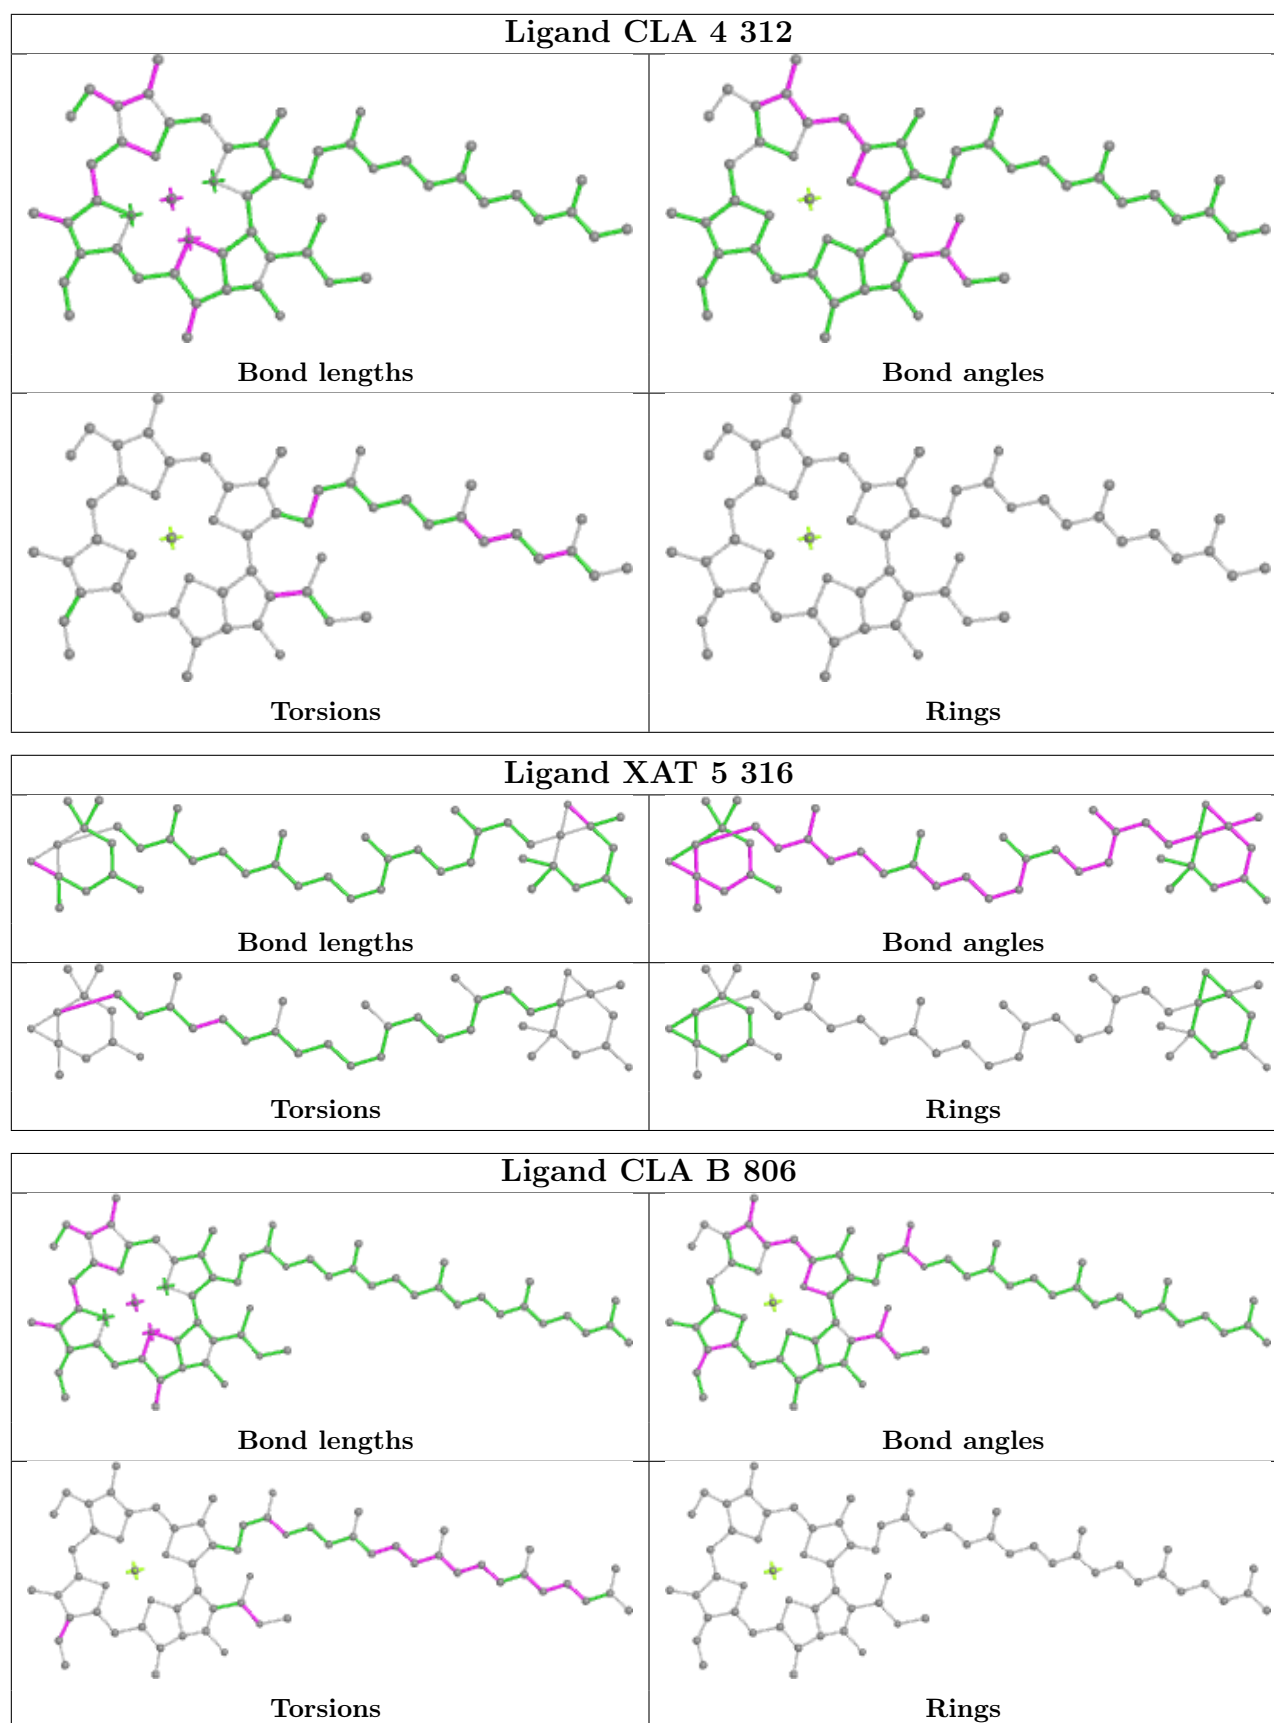 Ligand CLA 4 312
Bond lengths
Bond angles
Torsions
Rings
Ligand XAT 5 316
Bond lengths
Bond angles
Torsions
Rings
Ligand CLA B 806
Bond lengths
Bond angles
Torsions
Rings